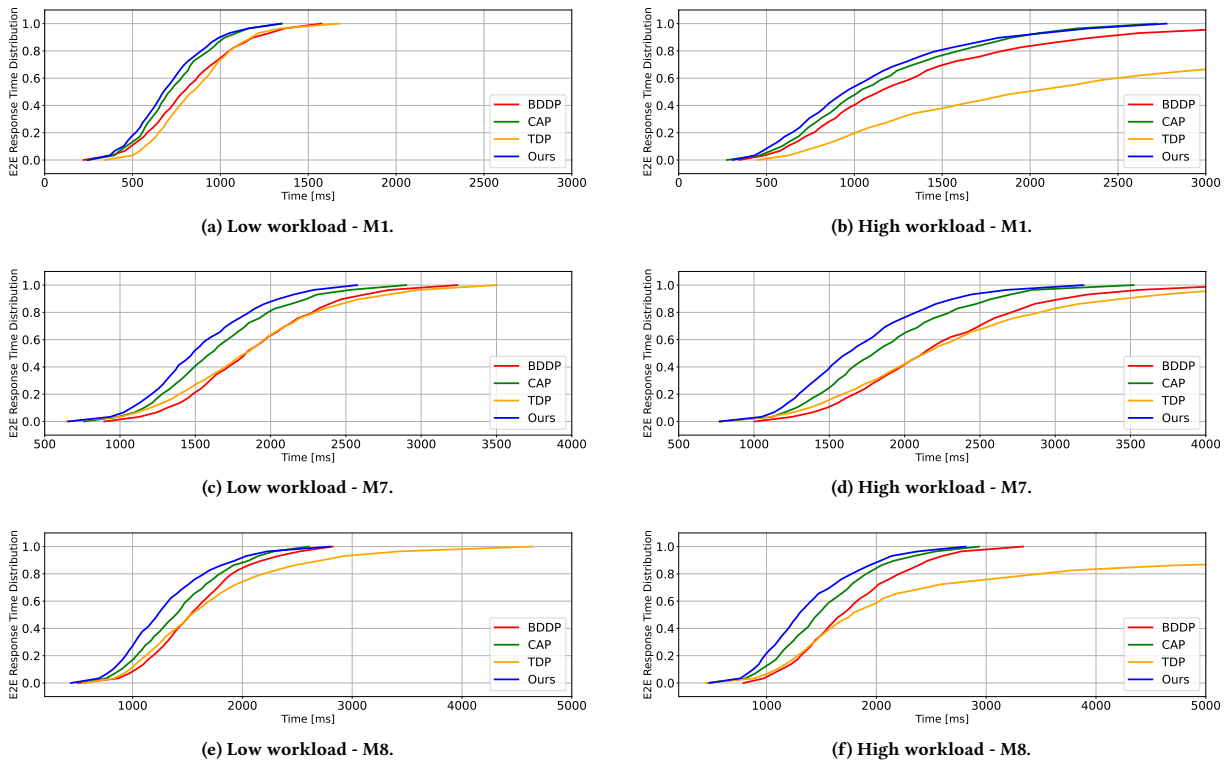 E2E Response Time Distribution
1.0
0.8
0.6
0.4
0.2
0.0
BDDP
CAP
TDP
Ours
0 500 1000 1500 2000 2500 3000
Time [ms]
(a) Low workload - M1.
E2E Response Time Distribution
1.0
0.8
0.6
0.4
0.2
0.0
BDDP
CAP
TDP
Ours
0 500 1000 1500 2000 2500 3000
Time [ms]
(b) High workload - M1.
E2E Response Time Distribution
1.0
0.8
0.6
0.4
0.2
0.0
BDDP
CAP
TDP
Ours
500 1000 1500 2000 2500 3000 3500 4000
Time [ms]
(c) Low workload - M7.
E2E Response Time Distribution
1.0
0.8
0.6
0.4
0.2
0.0
BDDP
CAP
TDP
Ours
500 1000 1500 2000 2500 3000 3500 4000
Time [ms]
(d) High workload - M7.
E2E Response Time Distribution
1.0
0.8
0.6
0.4
0.2
0.0
BDDP
CAP
TDP
Ours
1000 2000 3000 4000 5000
Time [ms]
(e) Low workload - M8.
E2E Response Time Distribution
1.0
0.8
0.6
0.4
0.2
0.0
BDDP
CAP
TDP
Ours
1000 2000 3000 4000 5000
Time [ms]
(f) High workload - M8.